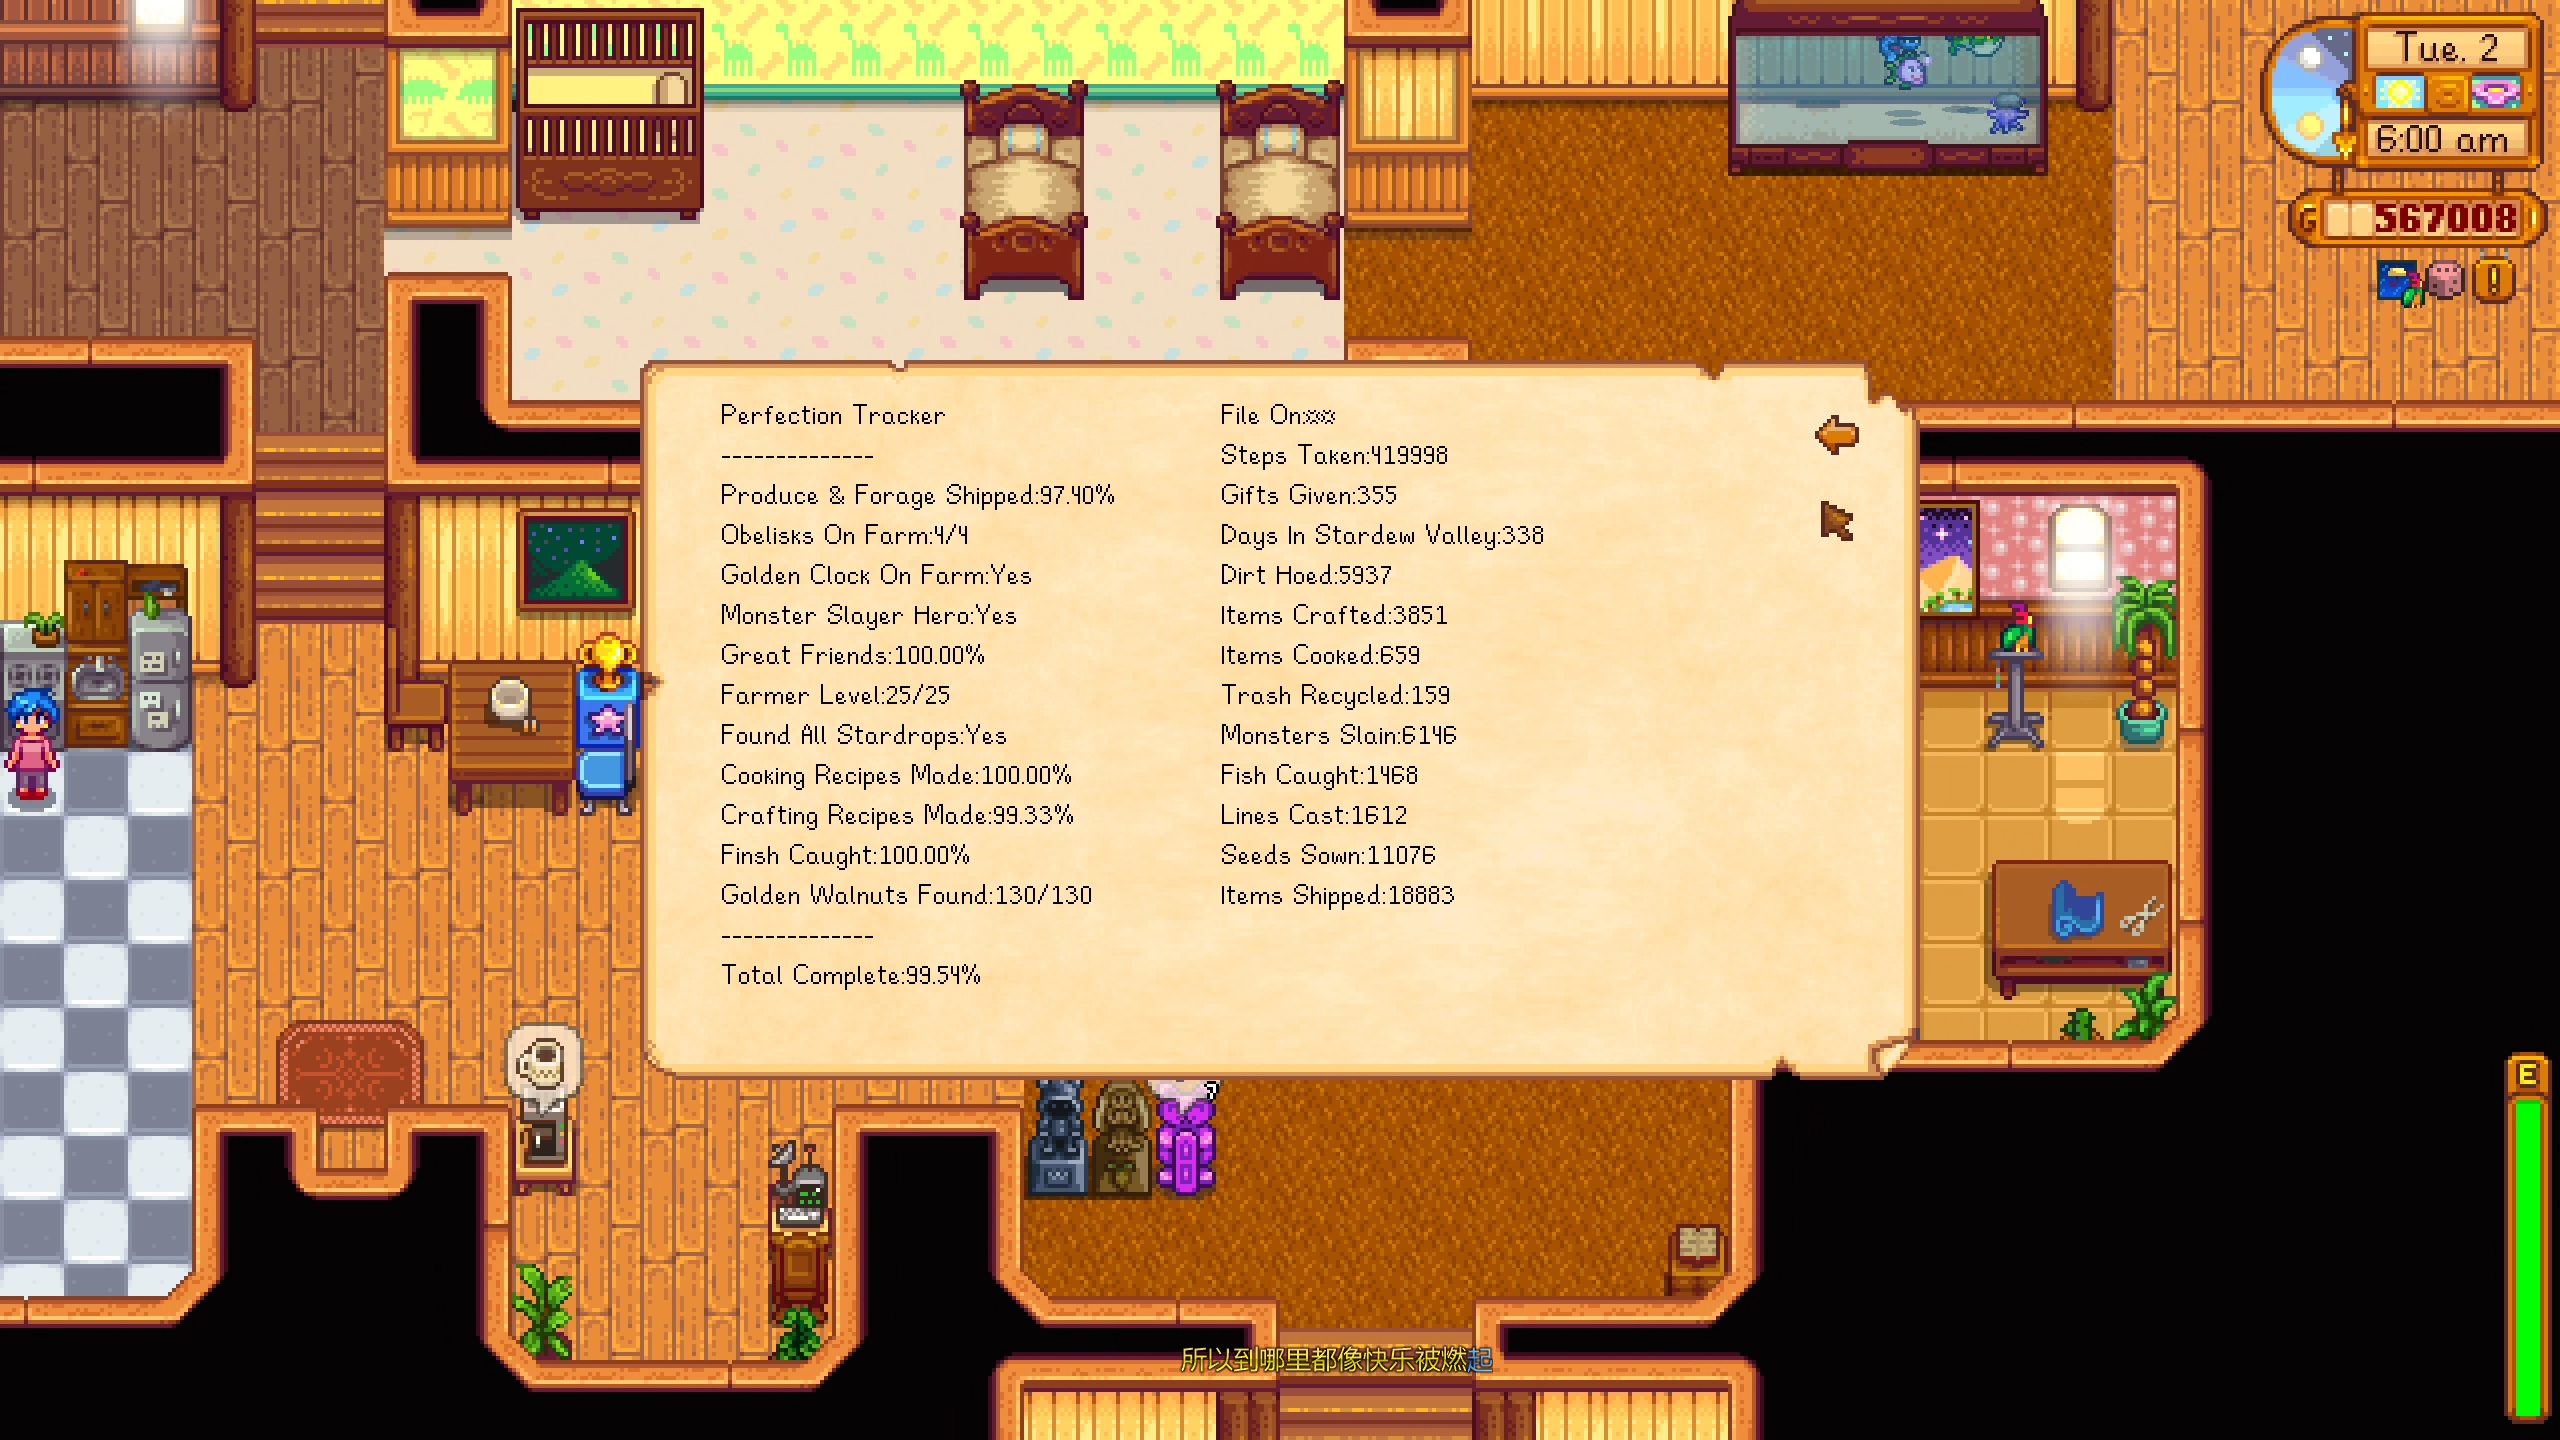 Tue. 2
6:00 am
567008
Perfection Tracker
--------------
Produce & Forage Shipped:97.40%
Obelisks On Farm:4/4
Golden Clock On Farm:Yes
Monster Slayer Hero:Yes
Great Friends:100.00%
Farmer Level:25/25
Found All Stardrops:Yes
Cooking Recipes Made:100.00%
Crafting Recipes Made:99.33%
Finsh Caught:100.00%
Golden Walnuts Found:130/130
--------------
Total Complete:99.54%
File On:¤¤
Steps Taken:419998
Gifts Given:355
Days In Stardew Valley:338
Dirt Hoed:5937
Items Crafted:3851
Items Cooked:659
Trash Recycled:159
Monsters Slain:6146
Fish Caught:1468
Lines Cast:1612
Seeds Sown:11076
Items Shipped:18883
E
所以到哪里都像快乐被燃起